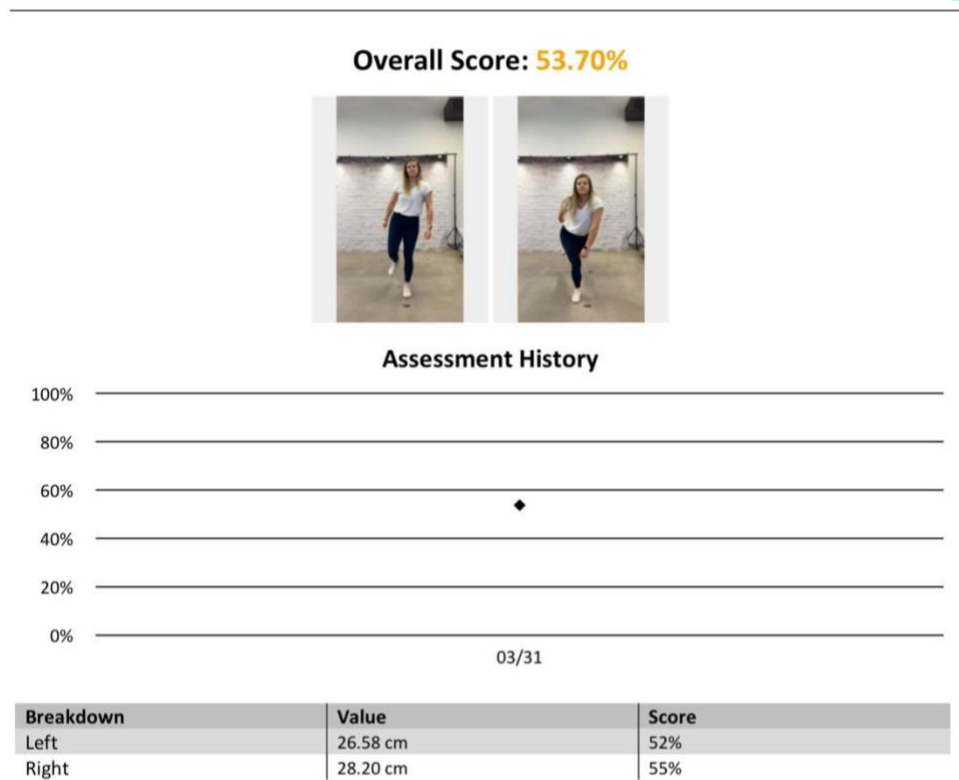 Overall Score: 53.70%
Assessment History
100%
80%
60%
40%
20%
0%
03/31
Breakdown Value Score
Left 26.58 cm 52%
Right 28.20 cm 55%